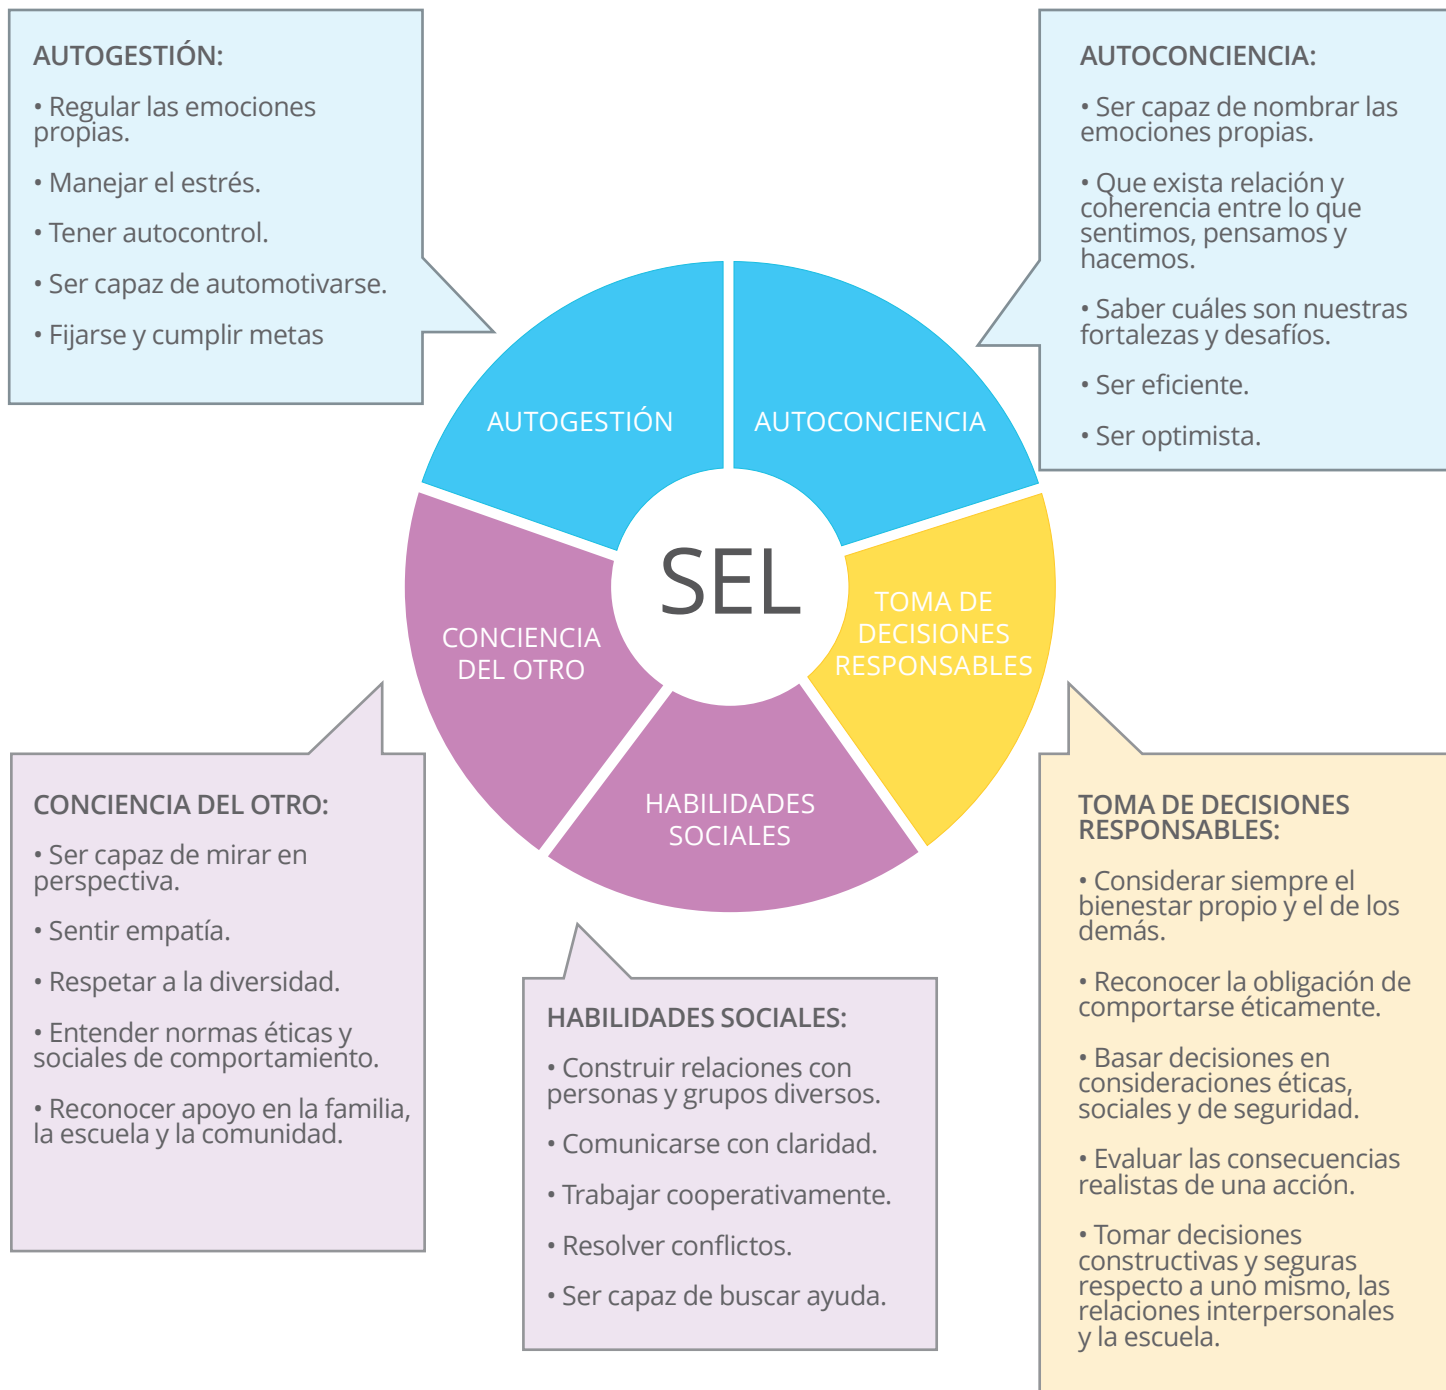 AUTOGESTIÓN:
• Regular las emociones
propias.
• Manejar el estrés.
• Tener autocontrol.
• Ser capaz de automotivarse.
• Fijarse y cumplir metas
AUTOCONCIENCIA:
• Ser capaz de nombrar las
emociones propias.
• Que exista relación y
coherencia entre lo que
sentimos, pensamos y
hacemos.
• Saber cuáles son nuestras
fortalezas y desafíos.
• Ser eficiente.
• Ser optimista.
AUTOGESTIÓN
AUTOCONCIENCIA
SEL
TOMA DE
DECISIONES
RESPONSABLES
CONCIENCIA
DEL OTRO
HABILIDADES
SOCIALES
CONCIENCIA DEL OTRO:
• Ser capaz de mirar en
perspectiva.
• Sentir empatía.
• Respetar a la diversidad.
• Entender normas éticas y
sociales de comportamiento.
• Reconocer apoyo en la familia,
la escuela y la comunidad.
HABILIDADES SOCIALES:
• Construir relaciones con
personas y grupos diversos.
• Comunicarse con claridad.
• Trabajar cooperativamente.
• Resolver conflictos.
• Ser capaz de buscar ayuda.
TOMA DE DECISIONES
RESPONSABLES:
• Considerar siempre el
bienestar propio y el de los
demás.
• Reconocer la obligación de
comportarse éticamente.
• Basar decisiones en
consideraciones éticas,
sociales y de seguridad.
• Evaluar las consecuencias
realistas de una acción.
• Tomar decisiones
constructivas y seguras
respecto a uno mismo, las
relaciones interpersonales
y la escuela.